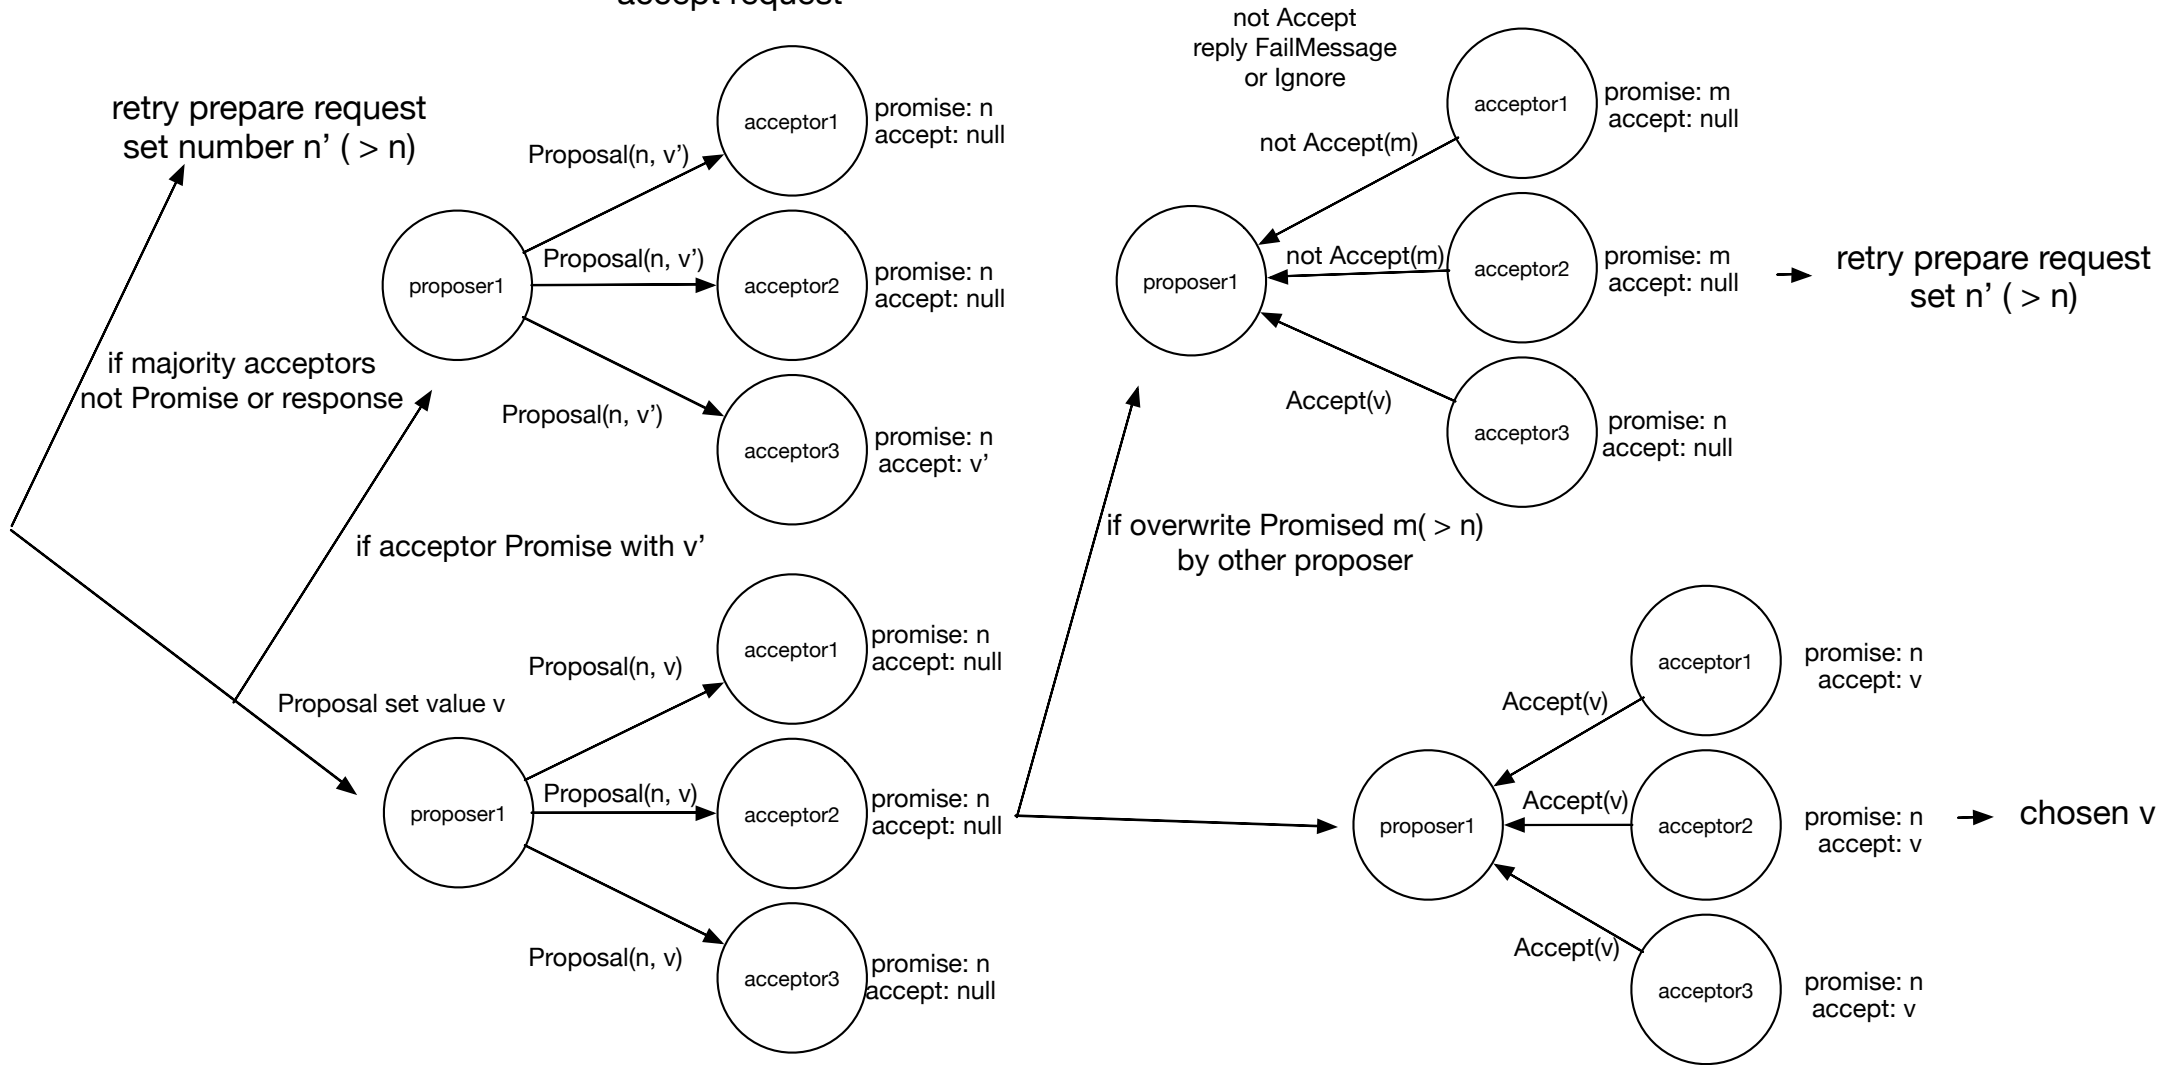 accept request
retry prepare request
set number n’ ( > n)
if majority acceptors
not Promise or response
if acceptor Promise with v’
Proposal set value v
proposer1
Proposal(n, v’)
Proposal(n, v’)
Proposal(n, v’)
acceptor1
promise: n
accept: null
acceptor2
promise: n
accept: null
acceptor3
promise: n
accept: v’
proposer1
Proposal(n, v)
Proposal(n, v)
Proposal(n, v)
acceptor1
promise: n
accept: null
acceptor2
promise: n
accept: null
acceptor3
promise: n
accept: null
not Accept
reply FailMessage
or Ignore
proposer1
not Accept(m)
not Accept(m)
Accept(v)
acceptor1
promise: m
accept: null
acceptor2
promise: m
accept: null
acceptor3
promise: n
accept: null
retry prepare request
set n’ ( > n)
if overwrite Promised m( > n)
by other proposer
proposer1
Accept(v)
Accept(v)
Accept(v)
acceptor1
promise: n
accept: v
acceptor2
promise: n
accept: v
acceptor3
promise: n
accept: v
chosen v